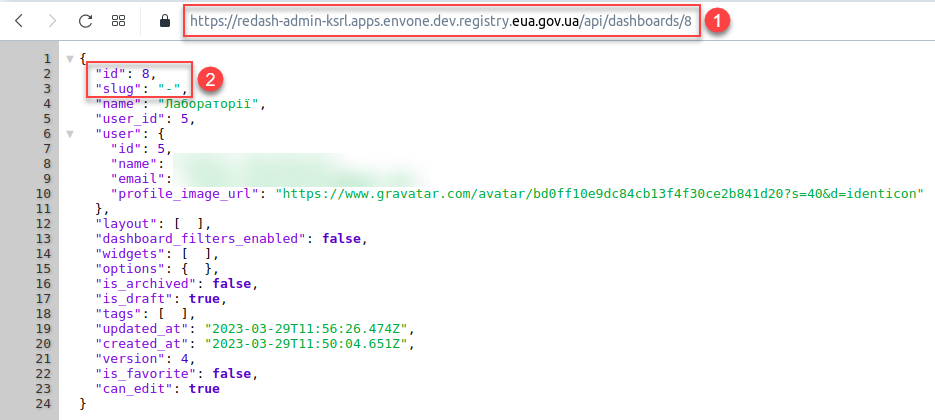 https://redash-admin-ksrl.apps.envone.dev.registry.eua.gov.ua/api/dashboards/8
1
1 {
2 "id": 8,
2
3 "slug": "-",
4 "name": "Лабораторії",
5 "user_id": 5,
6 "user": {
7 "id": 5,
8 "name":
9 "email":
10 "profile_image_url": "https://www.gravatar.com/avatar/bd0ff10e9dc84cb13f4f30ce2b841d20?s=40&d=identicon"
11 },
12 "layout": [ ],
13 "dashboard_filters_enabled": false,
14 "widgets": [ ],
15 "options": { },
16 "is_archived": false,
17 "is_draft": true,
18 "tags": [ ],
19 "updated_at": "2023-03-29T11:56:26.474Z",
20 "created_at": "2023-03-29T11:50:04.651Z",
21 "version": 4,
22 "is_favorite": false,
23 "can_edit": true
24 }